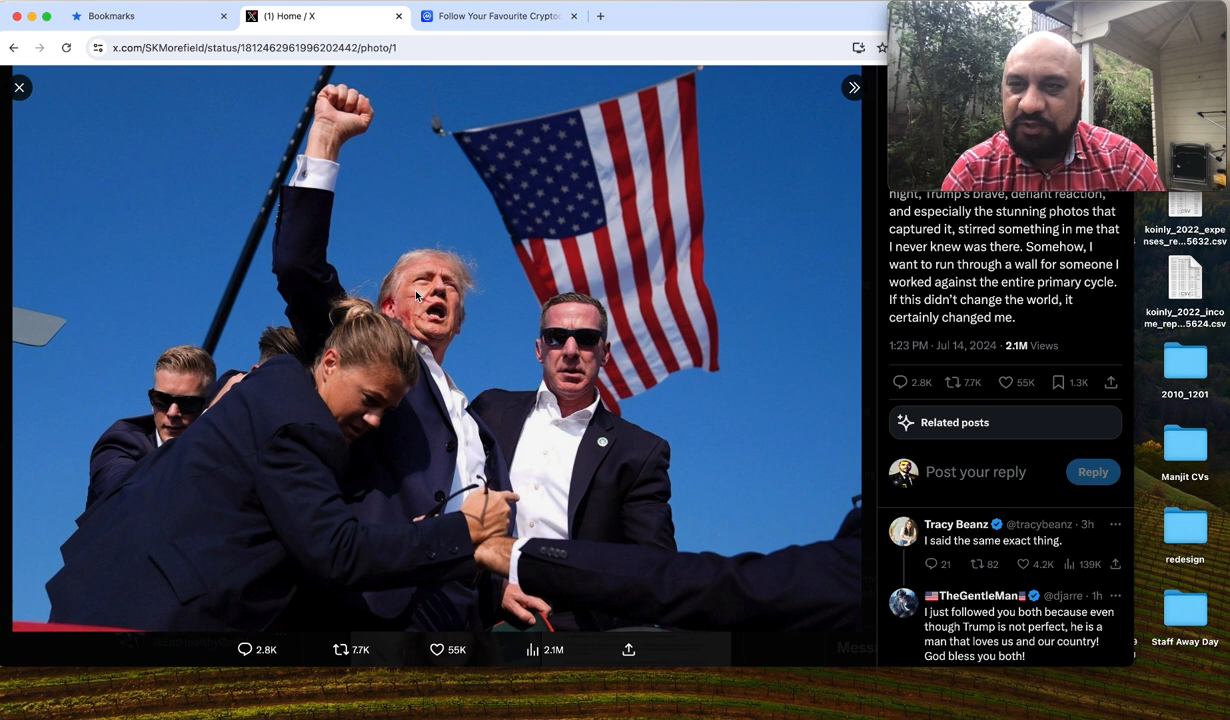 Bookmarks
(1) Home / X
Follow Your Favourite Cryptoc
x.com/SKMorefield/status/1812462961996202442/photo/1
night, Trump's brave, defiant reaction,
and especially the stunning photos that
captured it, stirred something in me that
I never knew was there. Somehow, I
want to run through a wall for someone I
worked against the entire primary cycle.
If this didn't change the world, it
certainly changed me.
1:23 PM · Jul 14, 2024 · 2.1M Views
2.8K 7.7K 55K 1.3K
Related posts
Post your reply Reply
Tracy Beanz @tracybeanz · 3h
I said the same exact thing.
21 82 4.2K 139K
TheGentleMan @djarre · 1h
I just followed you both because even
though Trump is not perfect, he is a
man that loves us and our country!
God bless you both!
2.8K 7.7K 55K 2.1M
Mess
CSV
koinly_2022_expe
nses_re...5632.csv
CSV
koinly_2022_inco
me_rep...5624.csv
2010_1201
Manjit CVs
redesign
Staff Away Day